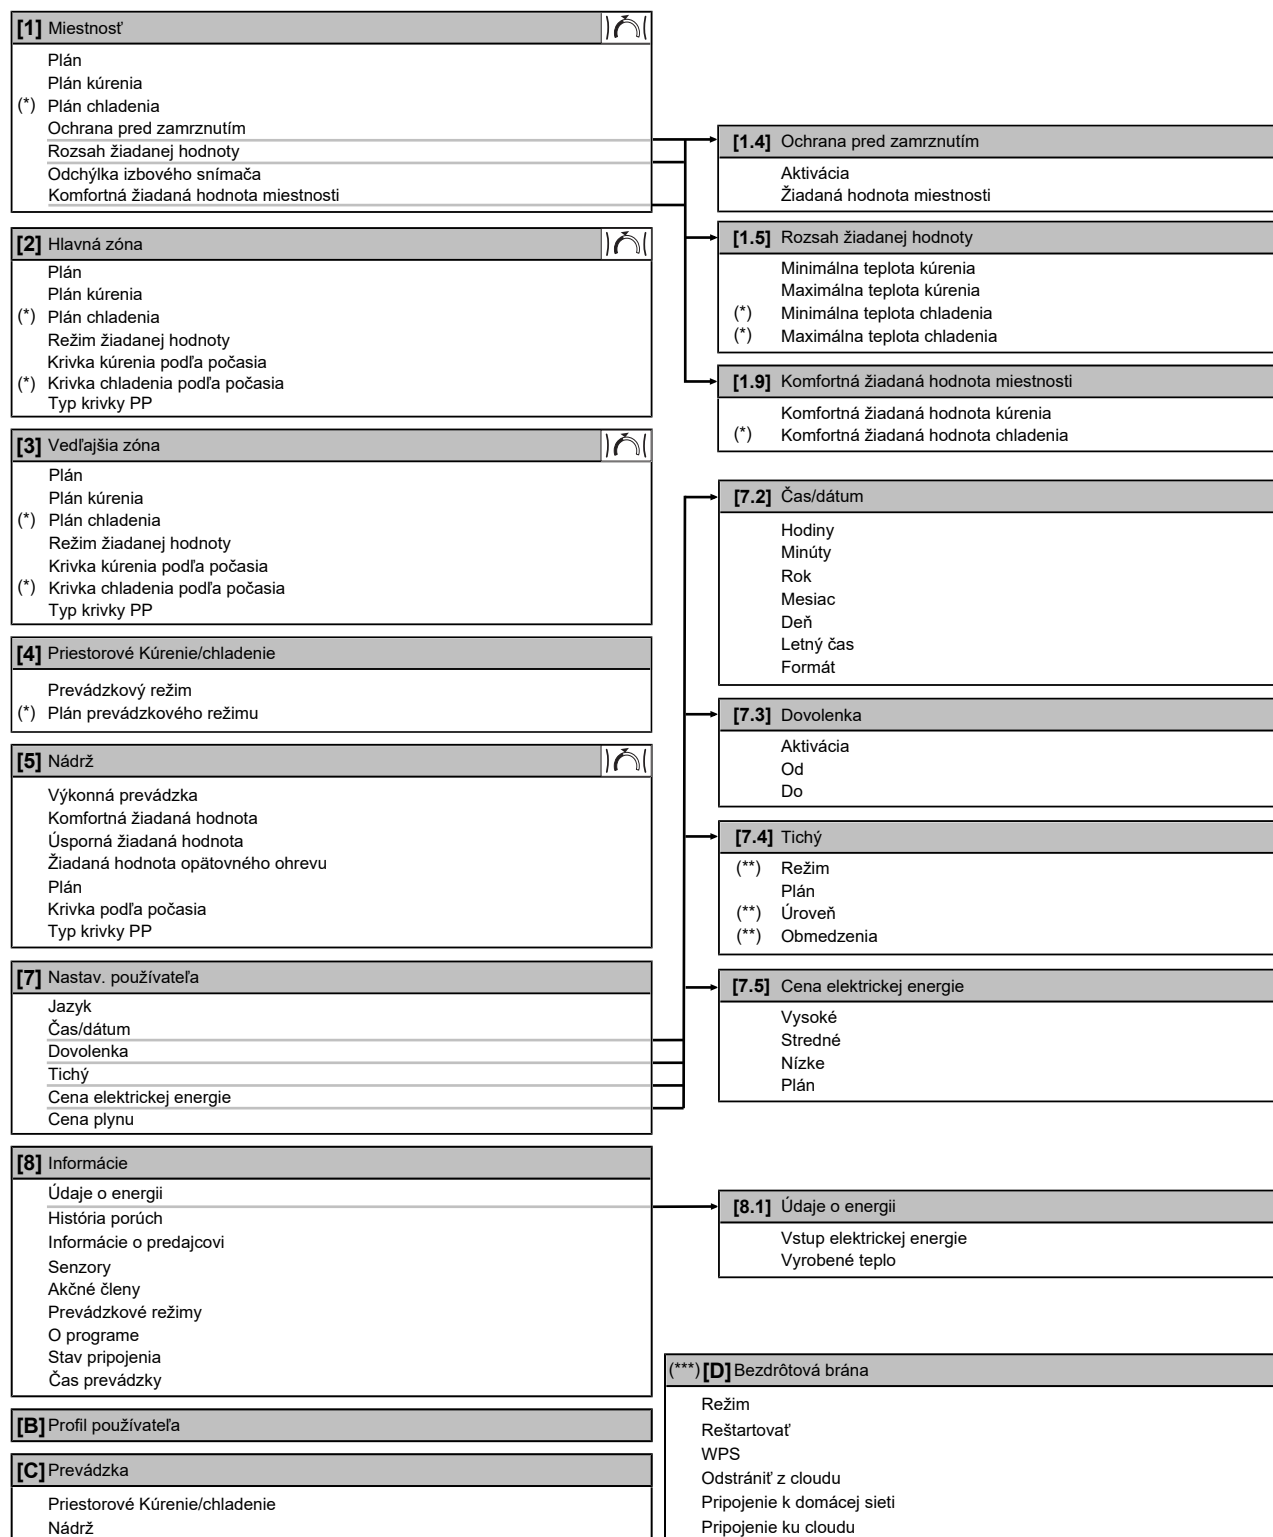 [1] Miestnosť
Plán
Plán kúrenia
(*) Plán chladenia
Ochrana pred zamrznutím
Rozsah žiadanej hodnoty
Odchýlka izbového snímača
Komfortná žiadaná hodnota miestnosti
[2] Hlavná zóna
Plán
Plán kúrenia
(*) Plán chladenia
Režim žiadanej hodnoty
Krivka kúrenia podľa počasia
(*) Krivka chladenia podľa počasia
Typ krivky PP
[3] Vedľajšia zóna
Plán
Plán kúrenia
(*) Plán chladenia
Režim žiadanej hodnoty
Krivka kúrenia podľa počasia
(*) Krivka chladenia podľa počasia
Typ krivky PP
[4] Priestorové Kúrenie/chladenie
Prevádzkový režim
(*) Plán prevádzkového režimu
[5] Nádrž
Výkonná prevádzka
Komfortná žiadaná hodnota
Úsporná žiadaná hodnota
Žiadaná hodnota opätovného ohrevu
Plán
Krivka podľa počasia
Typ krivky PP
[7] Nastav. používateľa
Jazyk
Čas/dátum
Dovolenka
Tichý
Cena elektrickej energie
Cena plynu
[8] Informácie
Údaje o energii
História porúch
Informácie o predajcovi
Senzory
Akčné členy
Prevádzkové režimy
O programe
Stav pripojenia
Čas prevádzky
[B] Profil používateľa
[C] Prevádzka
Priestorové Kúrenie/chladenie
Nádrž
[1.4] Ochrana pred zamrznutím
Aktivácia
Žiadaná hodnota miestnosti
[1.5] Rozsah žiadanej hodnoty
Minimálna teplota kúrenia
Maximálna teplota kúrenia
(*) Minimálna teplota chladenia
(*) Maximálna teplota chladenia
[1.9] Komfortná žiadaná hodnota miestnosti
Komfortná žiadaná hodnota kúrenia
(*) Komfortná žiadaná hodnota chladenia
[7.2] Čas/dátum
Hodiny
Minúty
Rok
Mesiac
Deň
Letný čas
Formát
[7.3] Dovolenka
Aktivácia
Od
Do
[7.4] Tichý
(**) Režim
Plán
(**) Úroveň
(**) Obmedzenia
[7.5] Cena elektrickej energie
Vysoké
Stredné
Nízke
Plán
[8.1] Údaje o energii
Vstup elektrickej energie
Vyrobené teplo
(***) [D] Bezdrôtová brána
Režim
Reštartovať
WPS
Odstrániť z cloudu
Pripojenie k domácej sieti
Pripojenie ku cloudu